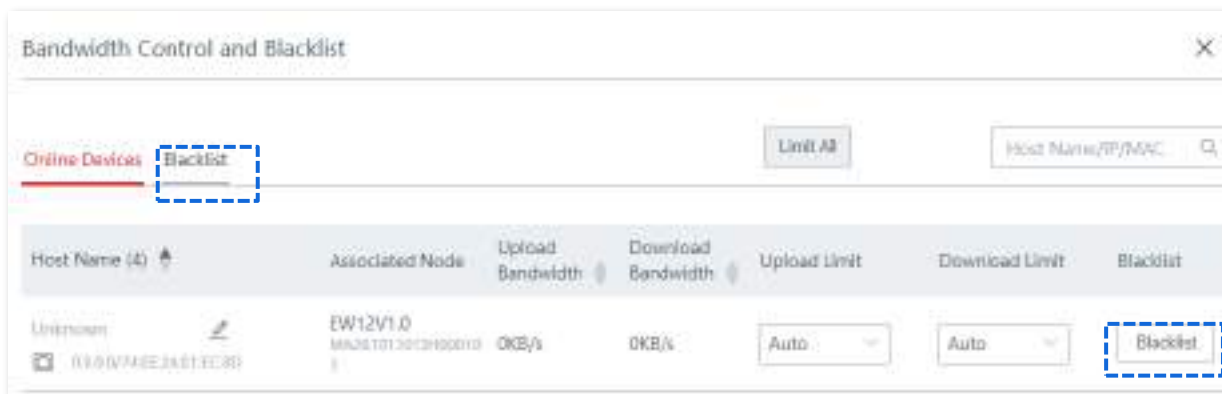 Bandwidth Control and Blacklist
Online Devices Blacklist Limit All Host Name/IP/MAC
Host Name (4) Associated Node Upload Bandwidth Download Bandwidth Upload Limit Download Limit Blacklist
Unknown EW12V1.0 0KB/s 0KB/s Auto Auto Blacklist